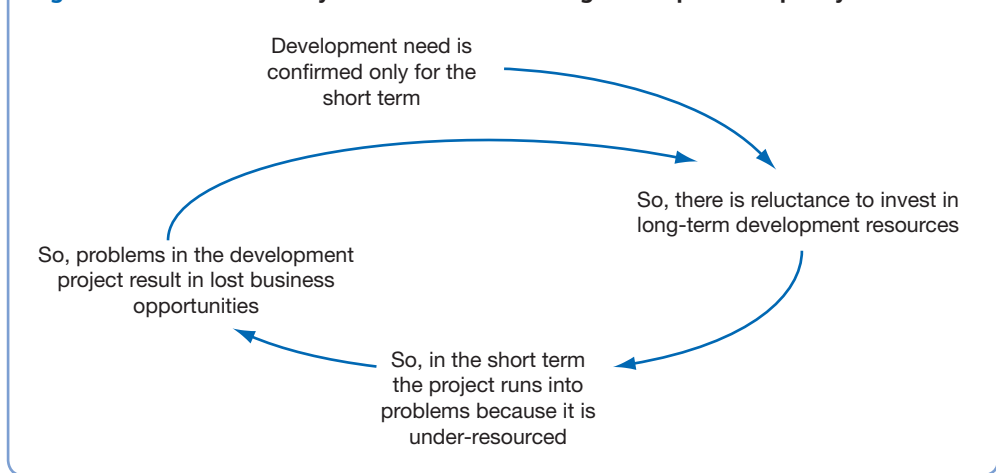 Development need is
confirmed only for the
short term
So, there is reluctance to invest in
long-term development resources
So, in the short term
the project runs into
problems because it is
under-resourced
So, problems in the development
project result in lost business
opportunities